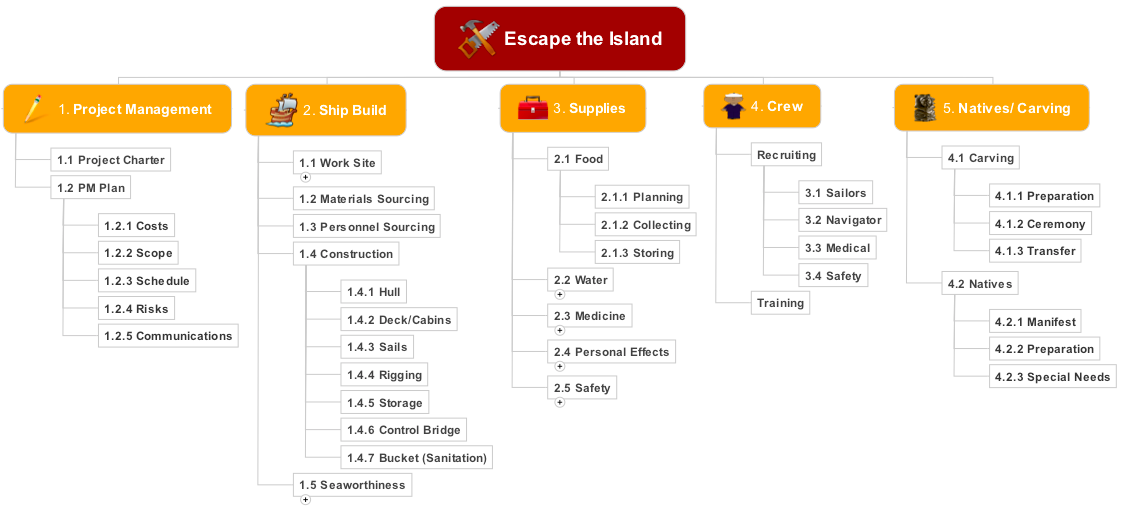 Escape the Island
1. Project Management
1.1 Project Charter
1.2 PM Plan
1.2.1 Costs
1.2.2 Scope
1.2.3 Schedule
1.2.4 Risks
1.2.5 Communications
2. Ship Build
1.1 Work Site
1.2 Materials Sourcing
1.3 Personnel Sourcing
1.4 Construction
1.4.1 Hull
1.4.2 Deck/Cabins
1.4.3 Sails
1.4.4 Rigging
1.4.5 Storage
1.4.6 Control Bridge
1.4.7 Bucket (Sanitation)
1.5 Seaworthiness
3. Supplies
2.1 Food
2.1.1 Planning
2.1.2 Collecting
2.1.3 Storing
2.2 Water
2.3 Medicine
2.4 Personal Effects
2.5 Safety
4. Crew
Recruiting
3.1 Sailors
3.2 Navigator
3.3 Medical
3.4 Safety
Training
5. Natives/ Carving
4.1 Carving
4.1.1 Preparation
4.1.2 Ceremony
4.1.3 Transfer
4.2 Natives
4.2.1 Manifest
4.2.2 Preparation
4.2.3 Special Needs